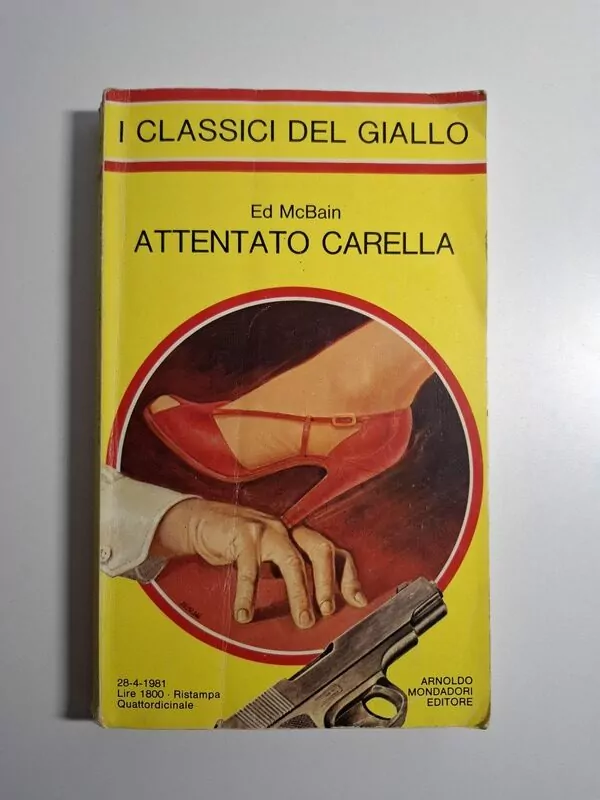 I CLASSICI DEL GIALLO
Ed McBain
ATTENTATO CARELLA
28-4-1981
Lire 1800 · Ristampa
Quattordicinale
ARNOLDO
MONDADORI
EDITORE